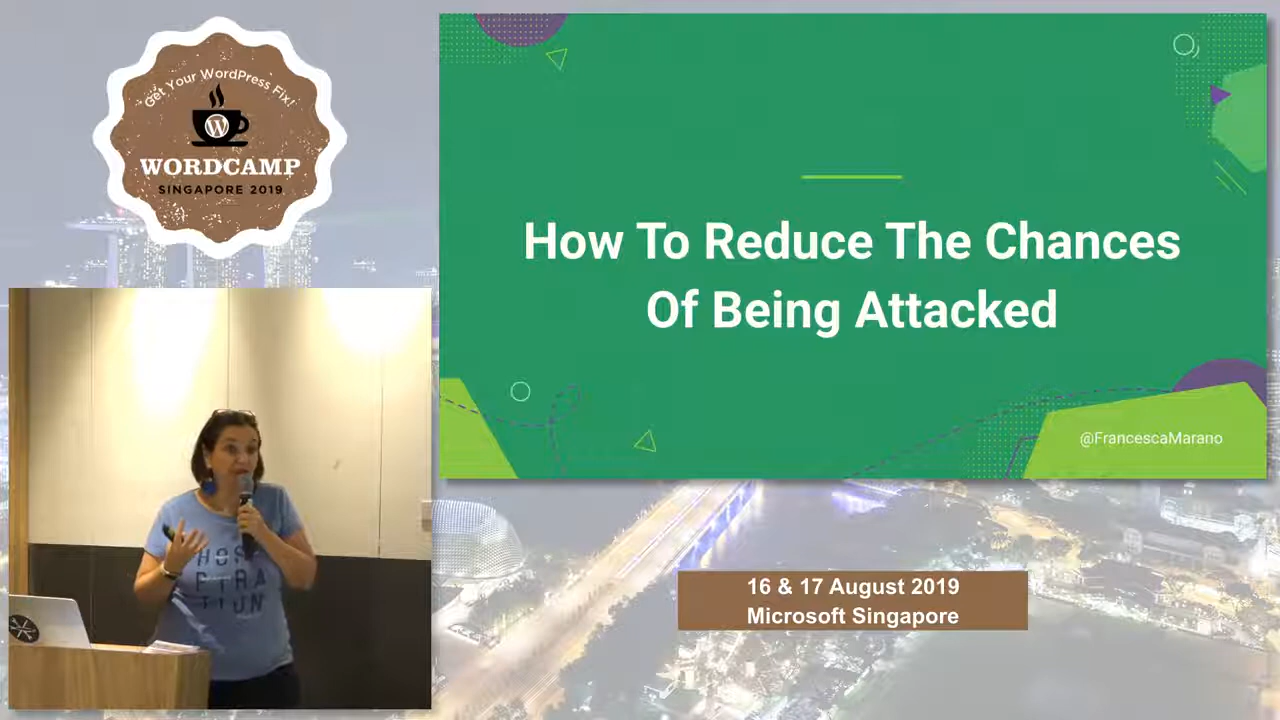 Get Your WordPress Fix!
WORDCAMP
SINGAPORE 2019
How To Reduce The Chances
Of Being Attacked
@FrancescaMarano
16 & 17 August 2019
Microsoft Singapore